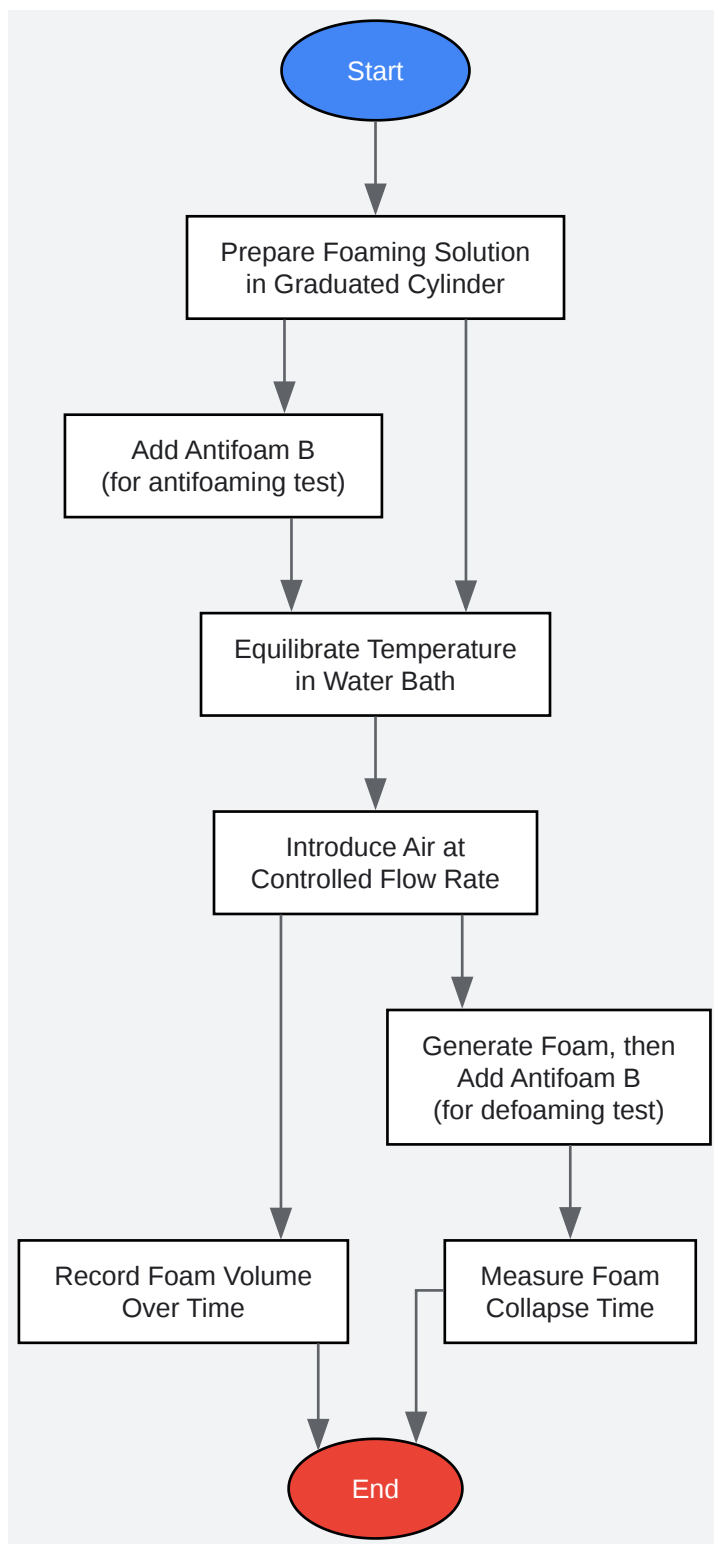 Start
Prepare Foaming Solution
in Graduated Cylinder
Add Antifoam B
(for antifoaming test)
Equilibrate Temperature
in Water Bath
Introduce Air at
Controlled Flow Rate
Generate Foam, then
Add Antifoam B
(for defoaming test)
Record Foam Volume
Over Time
Measure Foam
Collapse Time
End